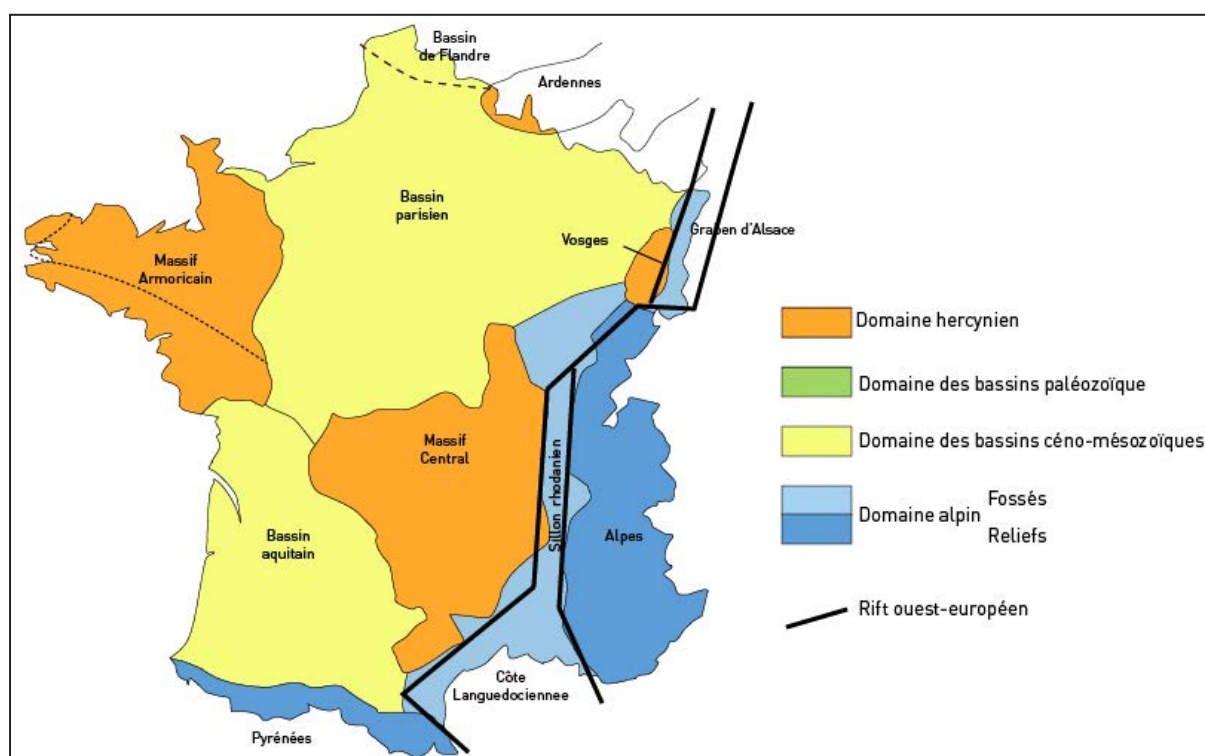 Bassin
de Flandre
Ardennes
Bassin
parisien
Vosges
Graben d'Alsace
Massif
Armoricain
Massif
Central
Sillon rhodanien
Alpes
Bassin
aquitain
Côte
Languedociennee
Pyrénées
Domaine hercynien
Domaine des bassins paléozoïque
Domaine des bassins céno-mésozoïques
Domaine alpin
Fossés
Reliefs
Rift ouest-européen